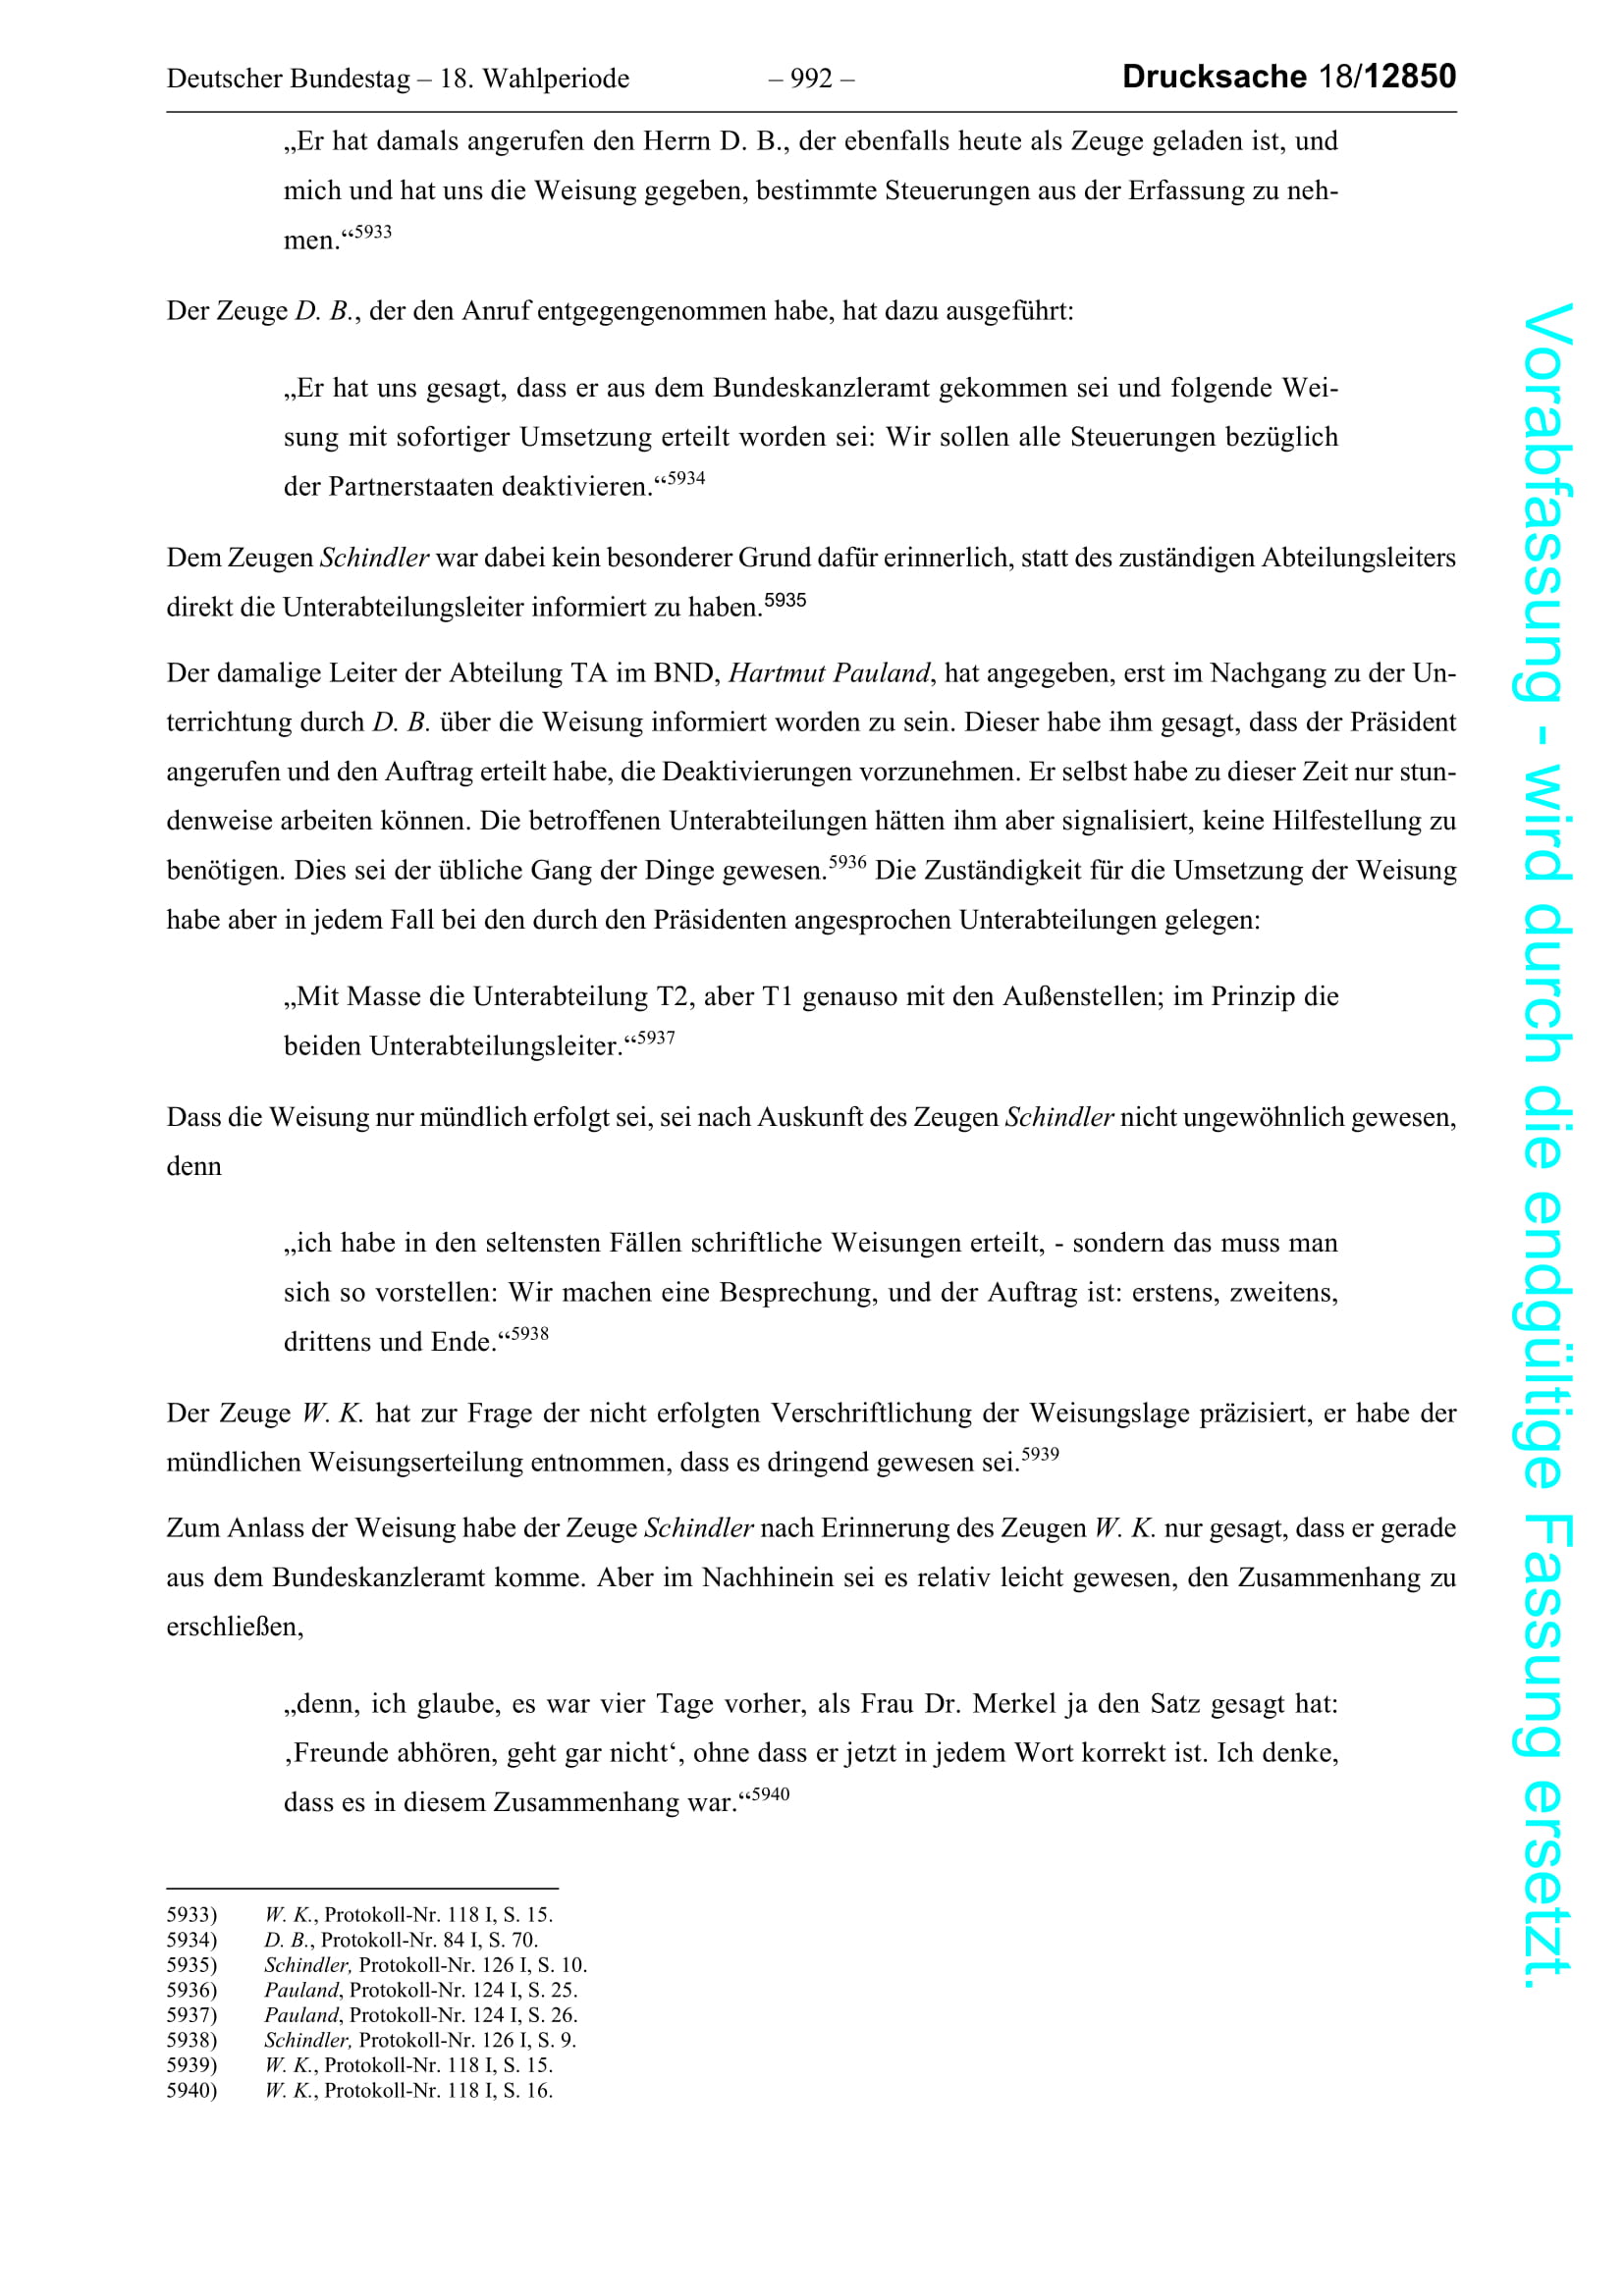 Deutscher Bundestag – 18. Wahlperiode – 992 – Drucksache 18/12850
„Er hat damals angerufen den Herrn D. B., der ebenfalls heute als Zeuge geladen ist, und
mich und hat uns die Weisung gegeben, bestimmte Steuerungen aus der Erfassung zu neh-
men.“5933
Der Zeuge D. B., der den Anruf entgegengenommen habe, hat dazu ausgeführt:
„Er hat uns gesagt, dass er aus dem Bundeskanzleramt gekommen sei und folgende Wei-
sung mit sofortiger Umsetzung erteilt worden sei: Wir sollen alle Steuerungen bezüglich
der Partnerstaaten deaktivieren.“5934
Dem Zeugen Schindler war dabei kein besonderer Grund dafür erinnerlich, statt des zuständigen Abteilungsleiters
direkt die Unterabteilungsleiter informiert zu haben.5935
Der damalige Leiter der Abteilung TA im BND, Hartmut Pauland, hat angegeben, erst im Nachgang zu der Un-
terrichtung durch D. B. über die Weisung informiert worden zu sein. Dieser habe ihm gesagt, dass der Präsident
angerufen und den Auftrag erteilt habe, die Deaktivierungen vorzunehmen. Er selbst habe zu dieser Zeit nur stun-
denweise arbeiten können. Die betroffenen Unterabteilungen hätten ihm aber signalisiert, keine Hilfestellung zu
benötigen. Dies sei der übliche Gang der Dinge gewesen.5936 Die Zuständigkeit für die Umsetzung der Weisung
habe aber in jedem Fall bei den durch den Präsidenten angesprochen Unterabteilungen gelegen:
„Mit Masse die Unterabteilung T2, aber T1 genauso mit den Außenstellen; im Prinzip die
beiden Unterabteilungsleiter.“5937
Dass die Weisung nur mündlich erfolgt sei, sei nach Auskunft des Zeugen Schindler nicht ungewöhnlich gewesen,
denn
„ich habe in den seltensten Fällen schriftliche Weisungen erteilt, - sondern das muss man
sich so vorstellen: Wir machen eine Besprechung, und der Auftrag ist: erstens, zweitens,
drittens und Ende.“5938
Der Zeuge W. K. hat zur Frage der nicht erfolgten Verschriftlichung der Weisungslage präzisiert, er habe der
mündlichen Weisungserteilung entnommen, dass es dringend gewesen sei.5939
Zum Anlass der Weisung habe der Zeuge Schindler nach Erinnerung des Zeugen W. K. nur gesagt, dass er gerade
aus dem Bundeskanzleramt komme. Aber im Nachhinein sei es relativ leicht gewesen, den Zusammenhang zu
erschließen,
„denn, ich glaube, es war vier Tage vorher, als Frau Dr. Merkel ja den Satz gesagt hat:
‚Freunde abhören, geht gar nicht‘, ohne dass er jetzt in jedem Wort korrekt ist. Ich denke,
dass es in diesem Zusammenhang war.“5940
5933) W. K., Protokoll-Nr. 118 I, S. 15.
5934) D. B., Protokoll-Nr. 84 I, S. 70.
5935) Schindler, Protokoll-Nr. 126 I, S. 10.
5936) Pauland, Protokoll-Nr. 124 I, S. 25.
5937) Pauland, Protokoll-Nr. 124 I, S. 26.
5938) Schindler, Protokoll-Nr. 126 I, S. 9.
5939) W. K., Protokoll-Nr. 118 I, S. 15.
5940) W. K., Protokoll-Nr. 118 I, S. 16.
Vorabfassung - wird durch die endgültige Fassung ersetzt.